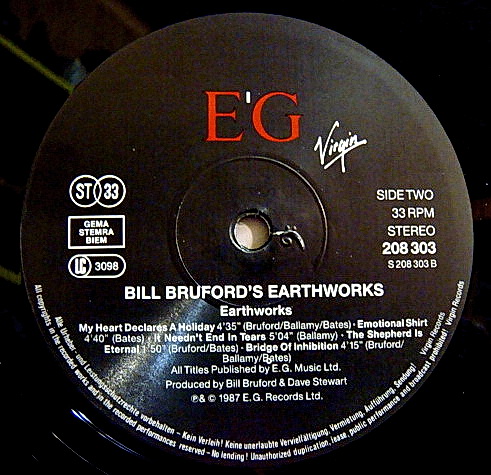 E'G
Virgin
ST 33
GEMA
STEMRA
BIEM
LC 3098
SIDE TWO
33 RPM
STEREO
208 303
S 208 303 B
BILL BRUFORD'S EARTHWORKS
Earthworks
My Heart Declares A Holiday 4'35" (Bruford/Ballamy/Bates) · Emotional Shirt
4'40" (Bates) · It Needn't End In Tears 5'04" (Ballamy) · The Shepherd Is
Eternal 1'50" (Bruford/Bates) · Bridge Of Inhibition 4'15" (Bruford/
Ballamy/Bates)
All Titles Published by E.G. Music Ltd.
Produced by Bill Bruford & Dave Stewart
℗ & © 1987 E.G. Records Ltd.
Alle Urheber- und Leistungsschutzrechte vorbehalten – Kein Verleih! Keine unerlaubte Vervielfältigung, Vermietung, Aufführung, Sendung! Virgin Records
All copyrights in the recorded works and in the recorded performances reserved – No lending! Unauthorized duplication, lease, public performance and broadcast prohibited! Virgin Records